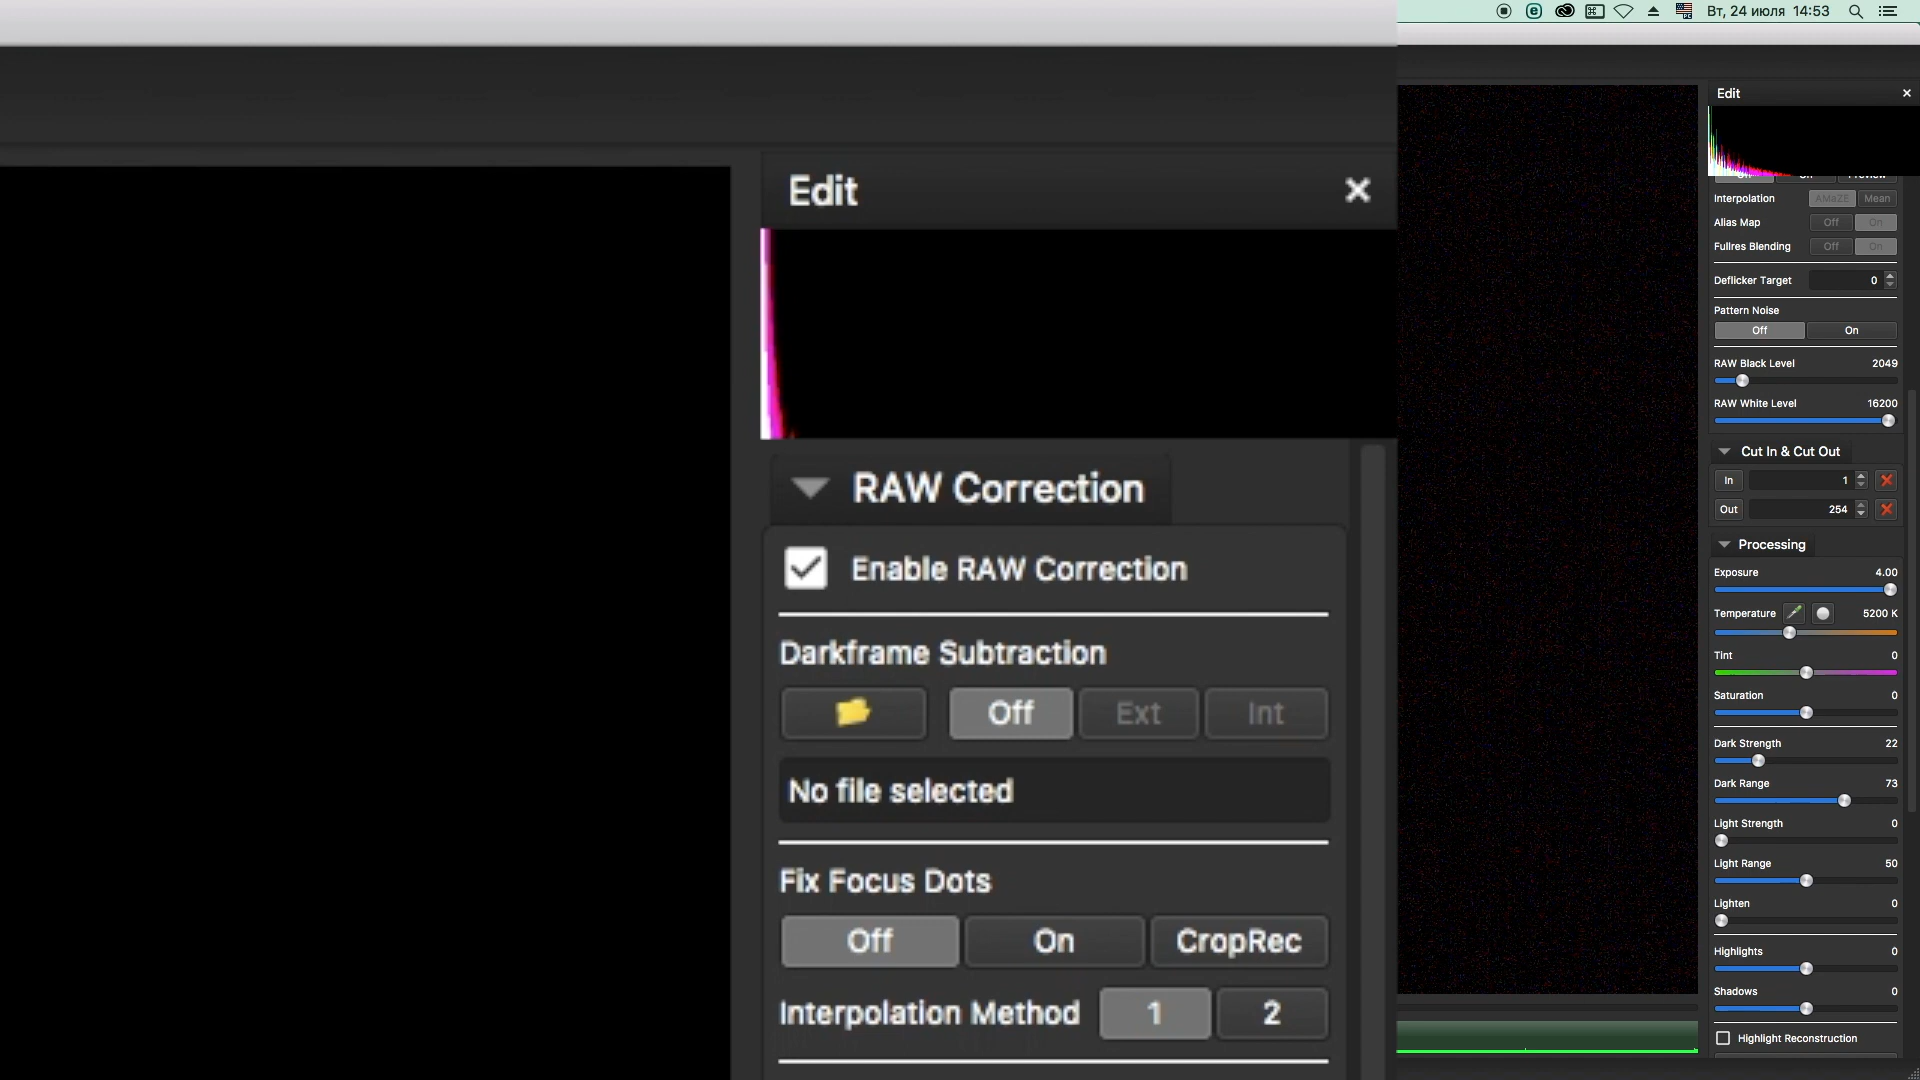 Вт, 24 июля 14:53
Edit
RAW Correction
Enable RAW Correction
Darkframe Subtraction
Off Ext Int
No file selected
Fix Focus Dots
Off On CropRec
Interpolation Method 1 2
Edit
Interpolation AMaZE Mean
Alias Map Off On
Fullres Blending Off On
Deflicker Target 0
Pattern Noise
Off On
RAW Black Level 2049
RAW White Level 16200
Cut In & Cut Out
In 1
Out 254
Processing
Exposure 4.00
Temperature 5200 K
Tint 0
Saturation 0
Dark Strength 22
Dark Range 73
Light Strength 0
Light Range 50
Lighten 0
Highlights 0
Shadows 0
Highlight Reconstruction